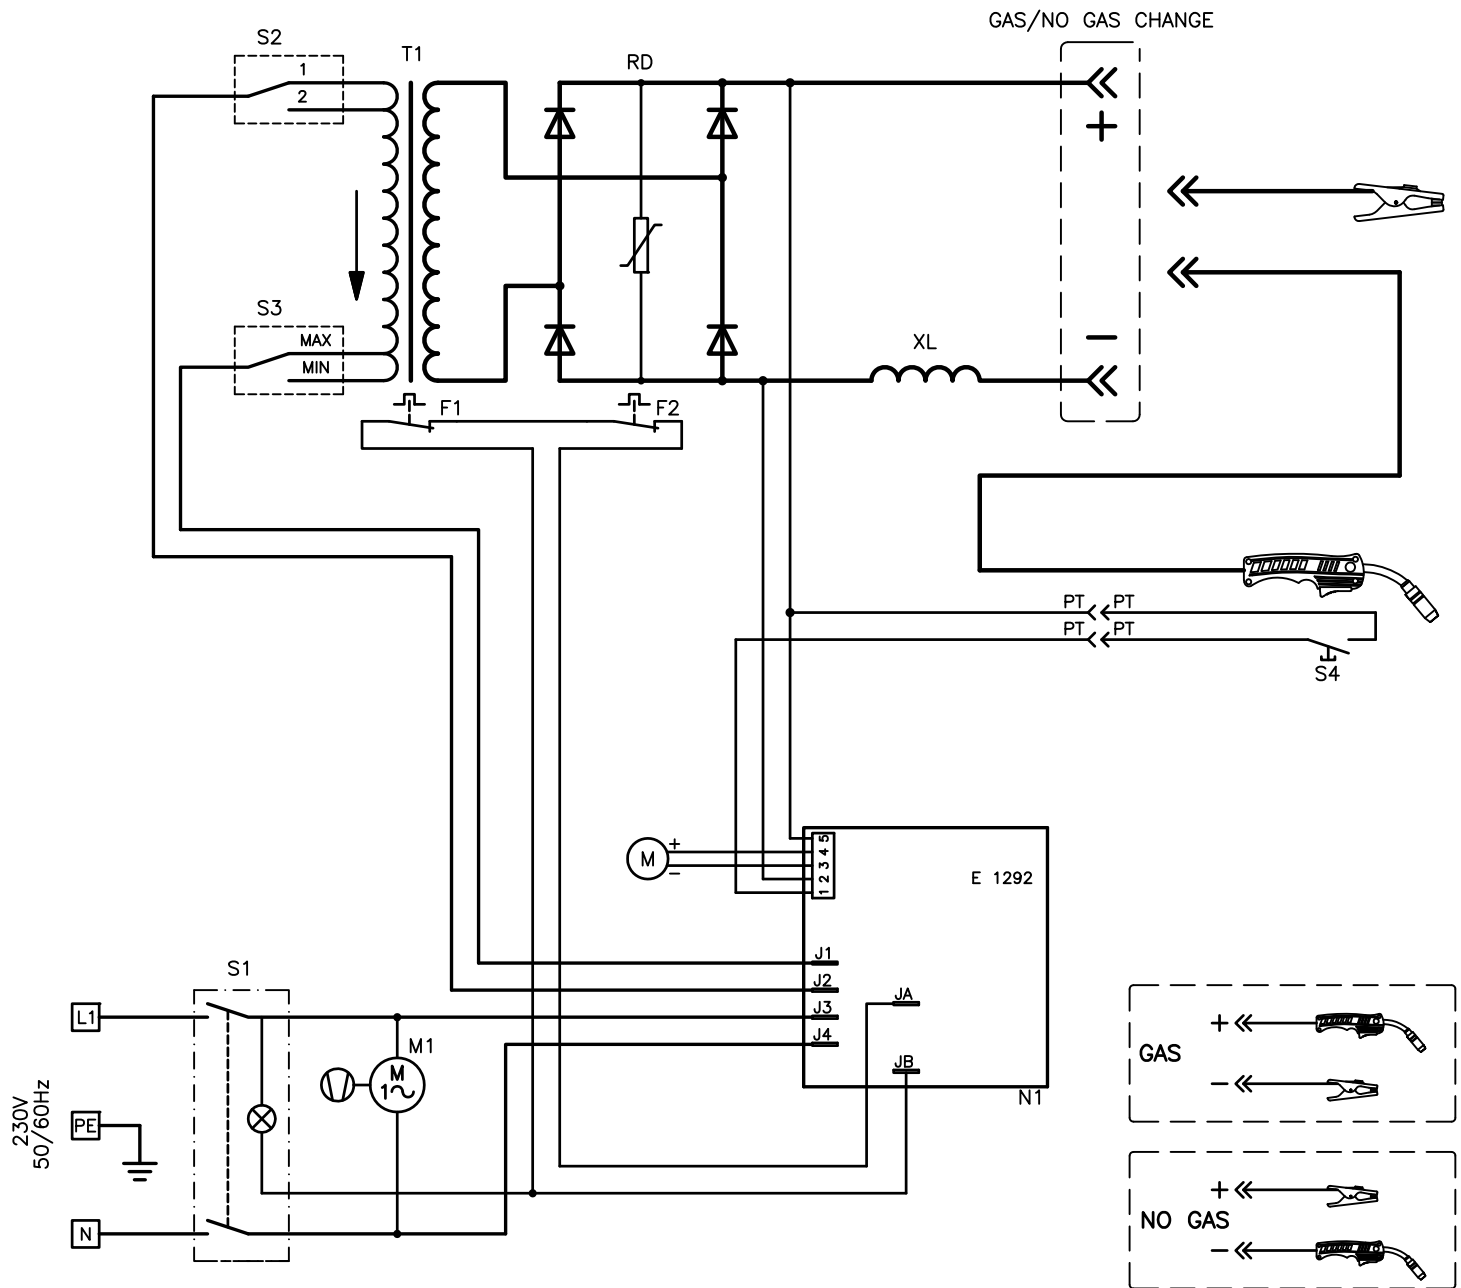 GAS/NO GAS CHANGE
S2
T1
RD
1
2
+
S3
MAX
MIN
XL
−
F1
F2
PT
PT
PT
PT
S4
M
+
−
5
4
3
2
1
E 1292
J1
J2
J3
J4
JA
JB
N1
S1
L1
M1
M
1~
230V
50/60Hz
PE
N
GAS
+
−
NO GAS
+
−